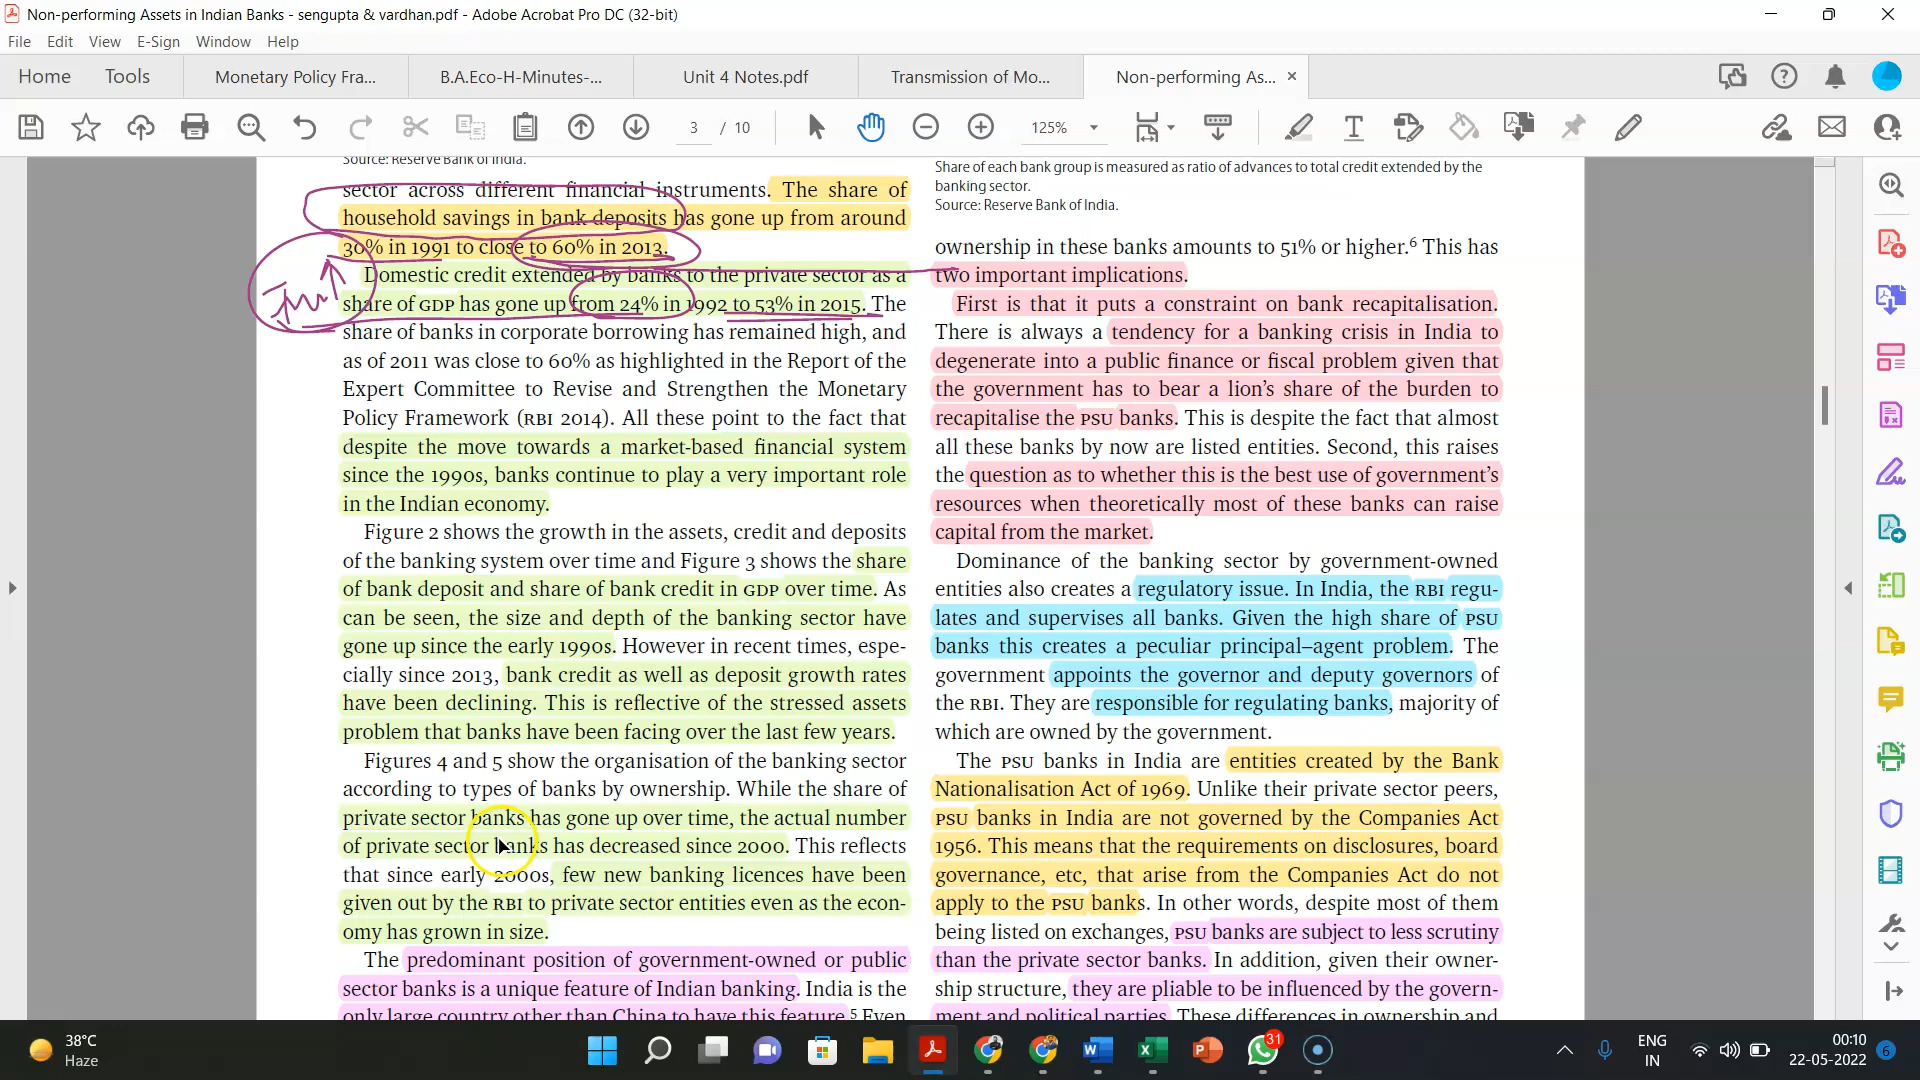 Non-performing Assets in Indian Banks - sengupta & vardhan.pdf - Adobe Acrobat Pro DC (32-bit)
File Edit View E-Sign Window Help
Home Tools Monetary Policy Fra... B.A.Eco-H-Minutes-... Unit 4 Notes.pdf Transmission of Mo... Non-performing As... ×
3 / 10 125%
Source: Reserve Bank of India.
sector across different financial instruments. The share of
household savings in bank deposits has gone up from around
30% in 1991 to close to 60% in 2013.
Domestic credit extended by banks to the private sector as a
share of GDP has gone up from 24% in 1992 to 53% in 2015. The
share of banks in corporate borrowing has remained high, and
as of 2011 was close to 60% as highlighted in the Report of the
Expert Committee to Revise and Strengthen the Monetary
Policy Framework (RBI 2014). All these point to the fact that
despite the move towards a market-based financial system
since the 1990s, banks continue to play a very important role
in the Indian economy.
Figure 2 shows the growth in the assets, credit and deposits
of the banking system over time and Figure 3 shows the share
of bank deposit and share of bank credit in GDP over time. As
can be seen, the size and depth of the banking sector have
gone up since the early 1990s. However in recent times, espe-
cially since 2013, bank credit as well as deposit growth rates
have been declining. This is reflective of the stressed assets
problem that banks have been facing over the last few years.
Figures 4 and 5 show the organisation of the banking sector
according to types of banks by ownership. While the share of
private sector banks has gone up over time, the actual number
of private sector banks has decreased since 2000. This reflects
that since early 2000s, few new banking licences have been
given out by the RBI to private sector entities even as the econ-
omy has grown in size.
The predominant position of government-owned or public
sector banks is a unique feature of Indian banking. India is the
only large country other than China to have this feature.5 Even
Share of each bank group is measured as ratio of advances to total credit extended by the
banking sector.
Source: Reserve Bank of India.
ownership in these banks amounts to 51% or higher.6 This has
two important implications.
First is that it puts a constraint on bank recapitalisation.
There is always a tendency for a banking crisis in India to
degenerate into a public finance or fiscal problem given that
the government has to bear a lion's share of the burden to
recapitalise the PSU banks. This is despite the fact that almost
all these banks by now are listed entities. Second, this raises
the question as to whether this is the best use of government's
resources when theoretically most of these banks can raise
capital from the market.
Dominance of the banking sector by government-owned
entities also creates a regulatory issue. In India, the RBI regu-
lates and supervises all banks. Given the high share of PSU
banks this creates a peculiar principal–agent problem. The
government appoints the governor and deputy governors of
the RBI. They are responsible for regulating banks, majority of
which are owned by the government.
The PSU banks in India are entities created by the Bank
Nationalisation Act of 1969. Unlike their private sector peers,
PSU banks in India are not governed by the Companies Act
1956. This means that the requirements on disclosures, board
governance, etc, that arise from the Companies Act do not
apply to the PSU banks. In other words, despite most of them
being listed on exchanges, PSU banks are subject to less scrutiny
than the private sector banks. In addition, given their owner-
ship structure, they are pliable to be influenced by the govern-
ment and political parties. These differences in ownership and
38°C
Haze
31
ENG
IN
00:10
22-05-2022
6